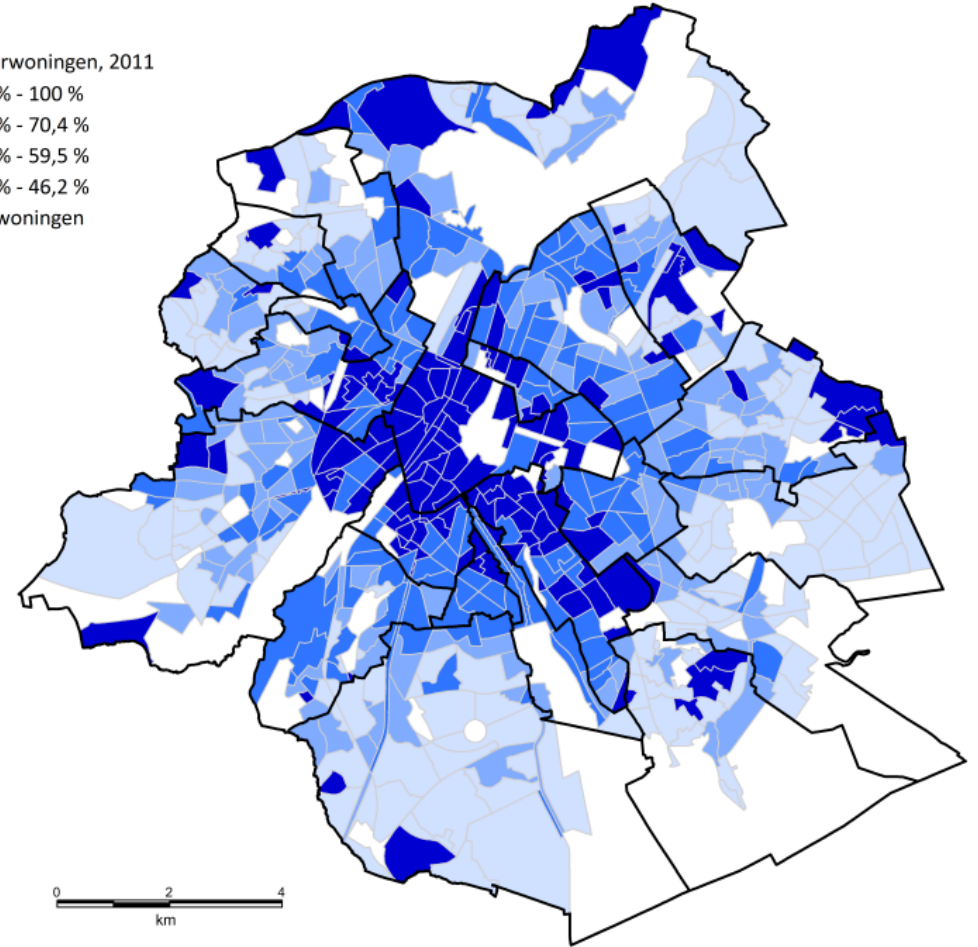 rwoningen, 2011
% - 100 %
% - 70,4 %
% - 59,5 %
% - 46,2 %
woningen
0 2 4
km